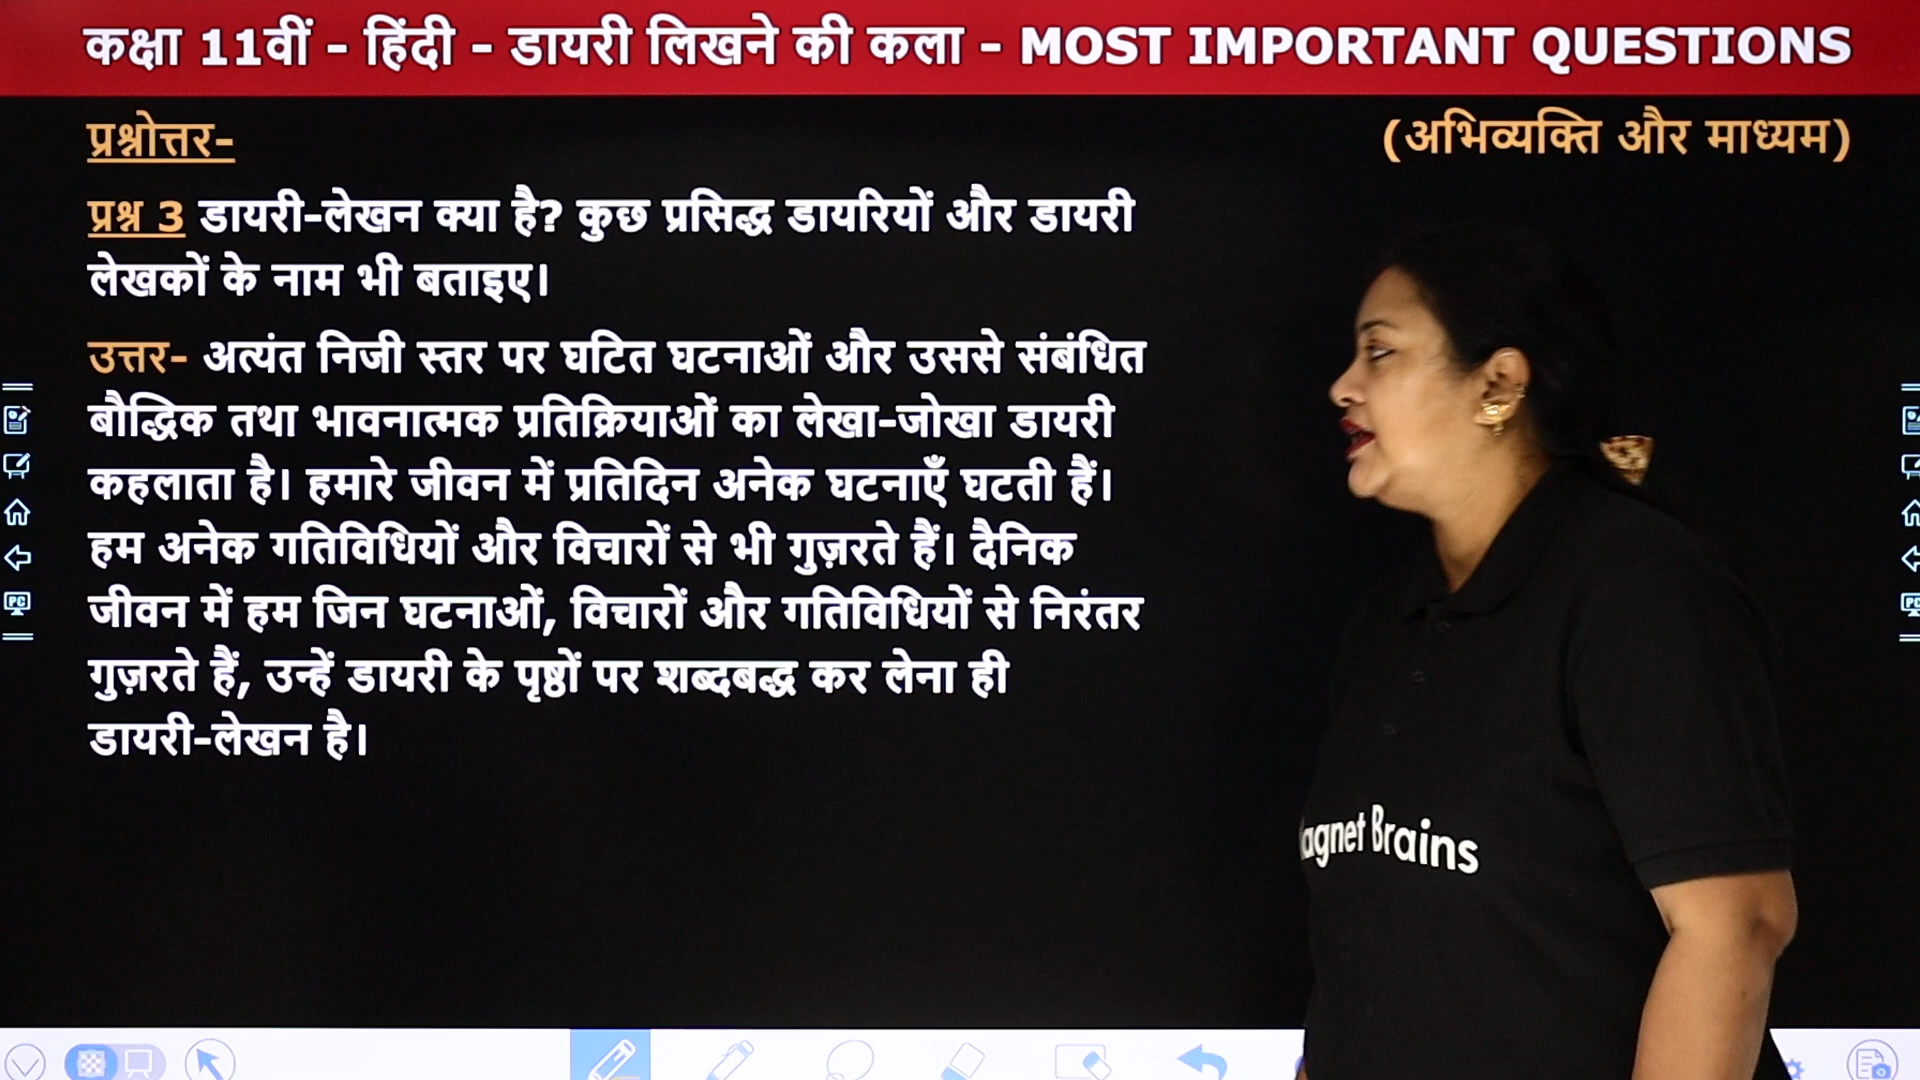 कक्षा 11वीं - हिंदी - डायरी लिखने की कला - MOST IMPORTANT QUESTIONS
प्रश्नोत्तर-
(अभिव्यक्ति और माध्यम)
प्रश्न 3 डायरी-लेखन क्या है? कुछ प्रसिद्ध डायरियों और डायरी
लेखकों के नाम भी बताइए।
उत्तर- अत्यंत निजी स्तर पर घटित घटनाओं और उससे संबंधित
बौद्धिक तथा भावनात्मक प्रतिक्रियाओं का लेखा-जोखा डायरी
कहलाता है। हमारे जीवन में प्रतिदिन अनेक घटनाएँ घटती हैं।
हम अनेक गतिविधियों और विचारों से भी गुज़रते हैं। दैनिक
जीवन में हम जिन घटनाओं, विचारों और गतिविधियों से निरंतर
गुज़रते हैं, उन्हें डायरी के पृष्ठों पर शब्दबद्ध कर लेना ही
डायरी-लेखन है।
agnet Brains
PC
PC